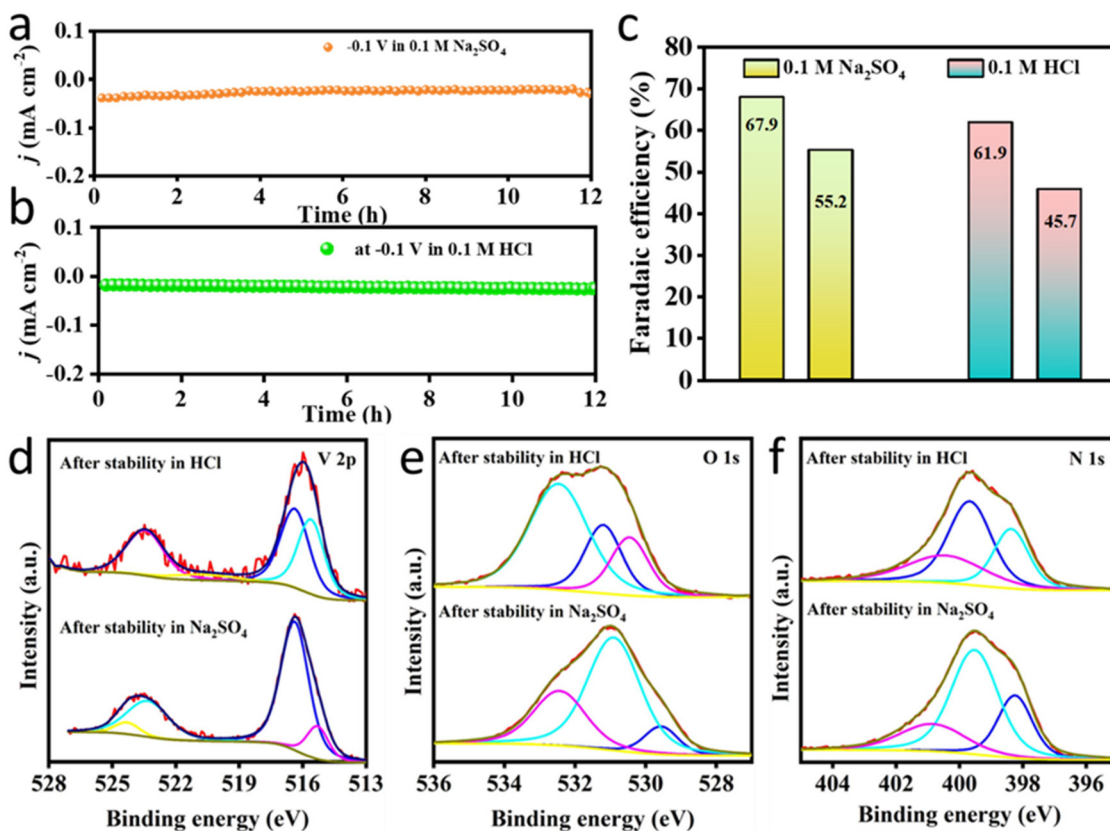 a
0.1
0.0
-0.1
-0.2
j (mA cm⁻²)
-0.1 V in 0.1 M Na₂SO₄
0 2 4 6 8 10 12
Time (h)
b
0.1
0.0
-0.1
-0.2
j (mA cm⁻²)
at -0.1 V in 0.1 M HCl
0 2 4 6 8 10 12
Time (h)
c
80
70
60
50
40
30
20
10
0
Faradaic efficiency (%)
0.1 M Na₂SO₄ 0.1 M HCl
67.9
55.2
61.9
45.7
d
After stability in HCl
V 2p
After stability in Na₂SO₄
Intensity (a.u.)
528 525 522 519 516 513
Binding energy (eV)
e
After stability in HCl
O 1s
After stability in Na₂SO₄
Intensity (a.u.)
536 534 532 530 528
Binding energy (eV)
f
After stability in HCl
N 1s
After stability in Na₂SO₄
Intensity (a.u.)
404 402 400 398 396
Binding energy (eV)